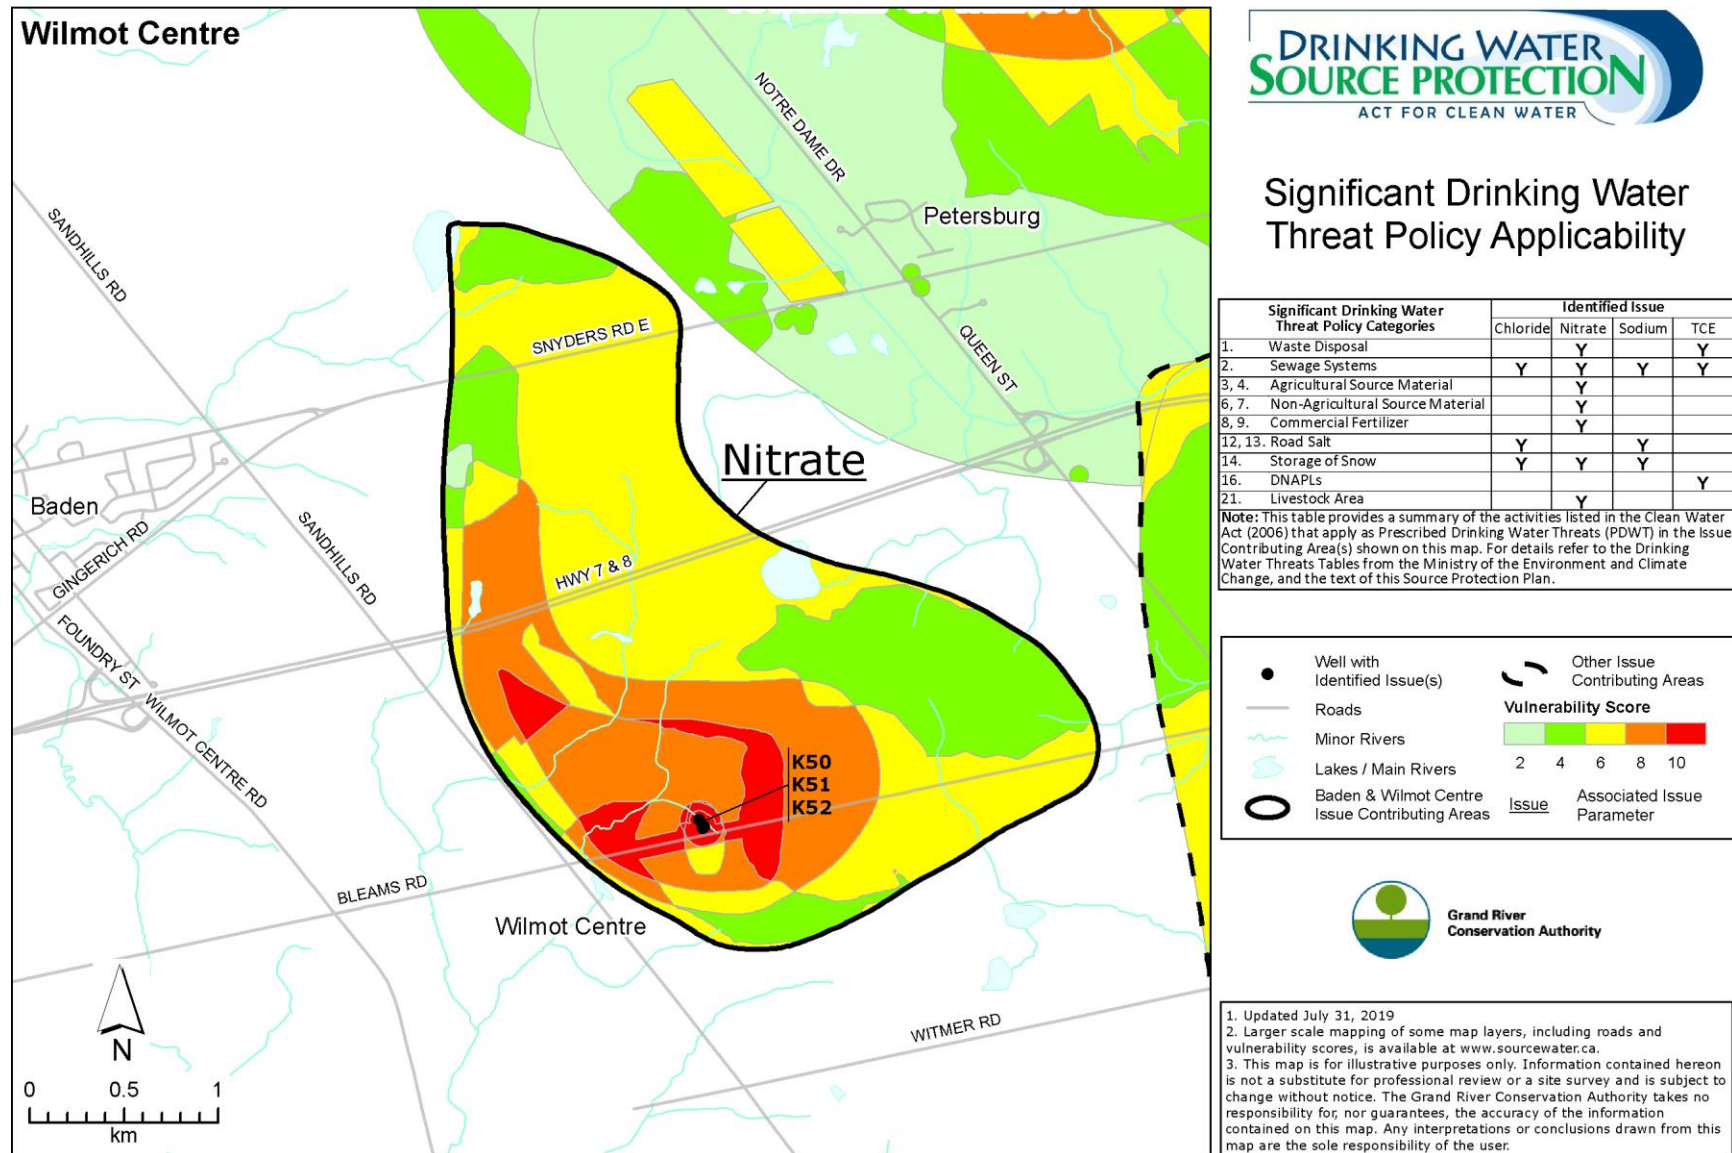 Wilmot Centre
NOTRE DAME DR
Petersburg
SANDHILLS RD
SNYDERS RD E
QUEEN ST
Nitrate
Baden
GINGERICH RD
SANDHILLS RD
HWY 7 & 8
FOUNDRY ST
WILMOT CENTRE RD
K50
K51
K52
BLEAMS RD
Wilmot Centre
WITMER RD
N
0 0.5 1
km
DRINKING WATER
SOURCE PROTECTION
ACT FOR CLEAN WATER
Significant Drinking Water
Threat Policy Applicability
Significant Drinking Water
Threat Policy Categories
Identified Issue
Chloride Nitrate Sodium TCE
1. Waste Disposal Y Y
2. Sewage Systems Y Y Y Y
3, 4. Agricultural Source Material Y
6, 7. Non-Agricultural Source Material Y
8, 9. Commercial Fertilizer Y
12, 13. Road Salt Y Y
14. Storage of Snow Y Y Y
16. DNAPLs Y
21. Livestock Area Y
Note: This table provides a summary of the activities listed in the Clean Water
Act (2006) that apply as Prescribed Drinking Water Threats (PDWT) in the Issue
Contributing Area(s) shown on this map. For details refer to the Drinking
Water Threats Tables from the Ministry of the Environment and Climate
Change, and the text of this Source Protection Plan.
Well with
Identified Issue(s)
Roads
Minor Rivers
Lakes / Main Rivers
Baden & Wilmot Centre
Issue Contributing Areas
Other Issue
Contributing Areas
Vulnerability Score
2 4 6 8 10
Issue
Associated Issue
Parameter
Grand River
Conservation Authority
1. Updated July 31, 2019
2. Larger scale mapping of some map layers, including roads and
vulnerability scores, is available at www.sourcewater.ca.
3. This map is for illustrative purposes only. Information contained hereon
is not a substitute for professional review or a site survey and is subject to
change without notice. The Grand River Conservation Authority takes no
responsibility for, nor guarantees, the accuracy of the information
contained on this map. Any interpretations or conclusions drawn from this
map are the sole responsibility of the user.